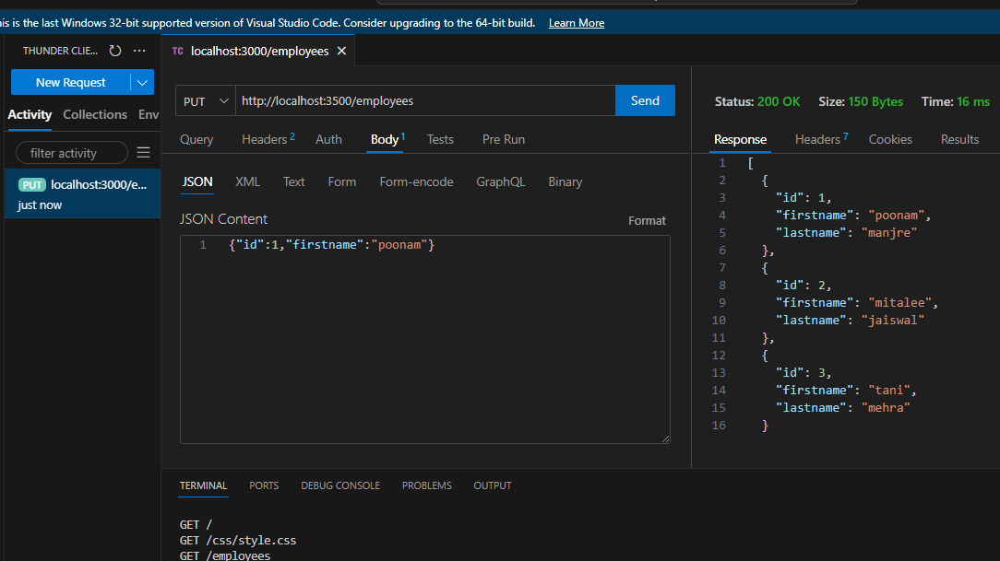 his is the last Windows 32-bit supported version of Visual Studio Code. Consider upgrading to the 64-bit build. Learn More
THUNDER CLIE... ...
TC localhost:3000/employees
New Request
Activity Collections Env
filter activity
PUT localhost:3000/e...
just now
PUT http://localhost:3500/employees Send
Query Headers 2 Auth Body 1 Tests Pre Run
JSON XML Text Form Form-encode GraphQL Binary
JSON Content Format
1 {"id":1,"firstname":"poonam"}
Status: 200 OK Size: 150 Bytes Time: 16 ms
Response Headers 7 Cookies Results
1 [
2 {
3 "id": 1,
4 "firstname": "poonam",
5 "lastname": "manjre"
6 },
7 {
8 "id": 2,
9 "firstname": "mitalee",
10 "lastname": "jaiswal"
11 },
12 {
13 "id": 3,
14 "firstname": "tani",
15 "lastname": "mehra"
16 }
TERMINAL PORTS DEBUG CONSOLE PROBLEMS OUTPUT
GET /
GET /css/style.css
GET /employees